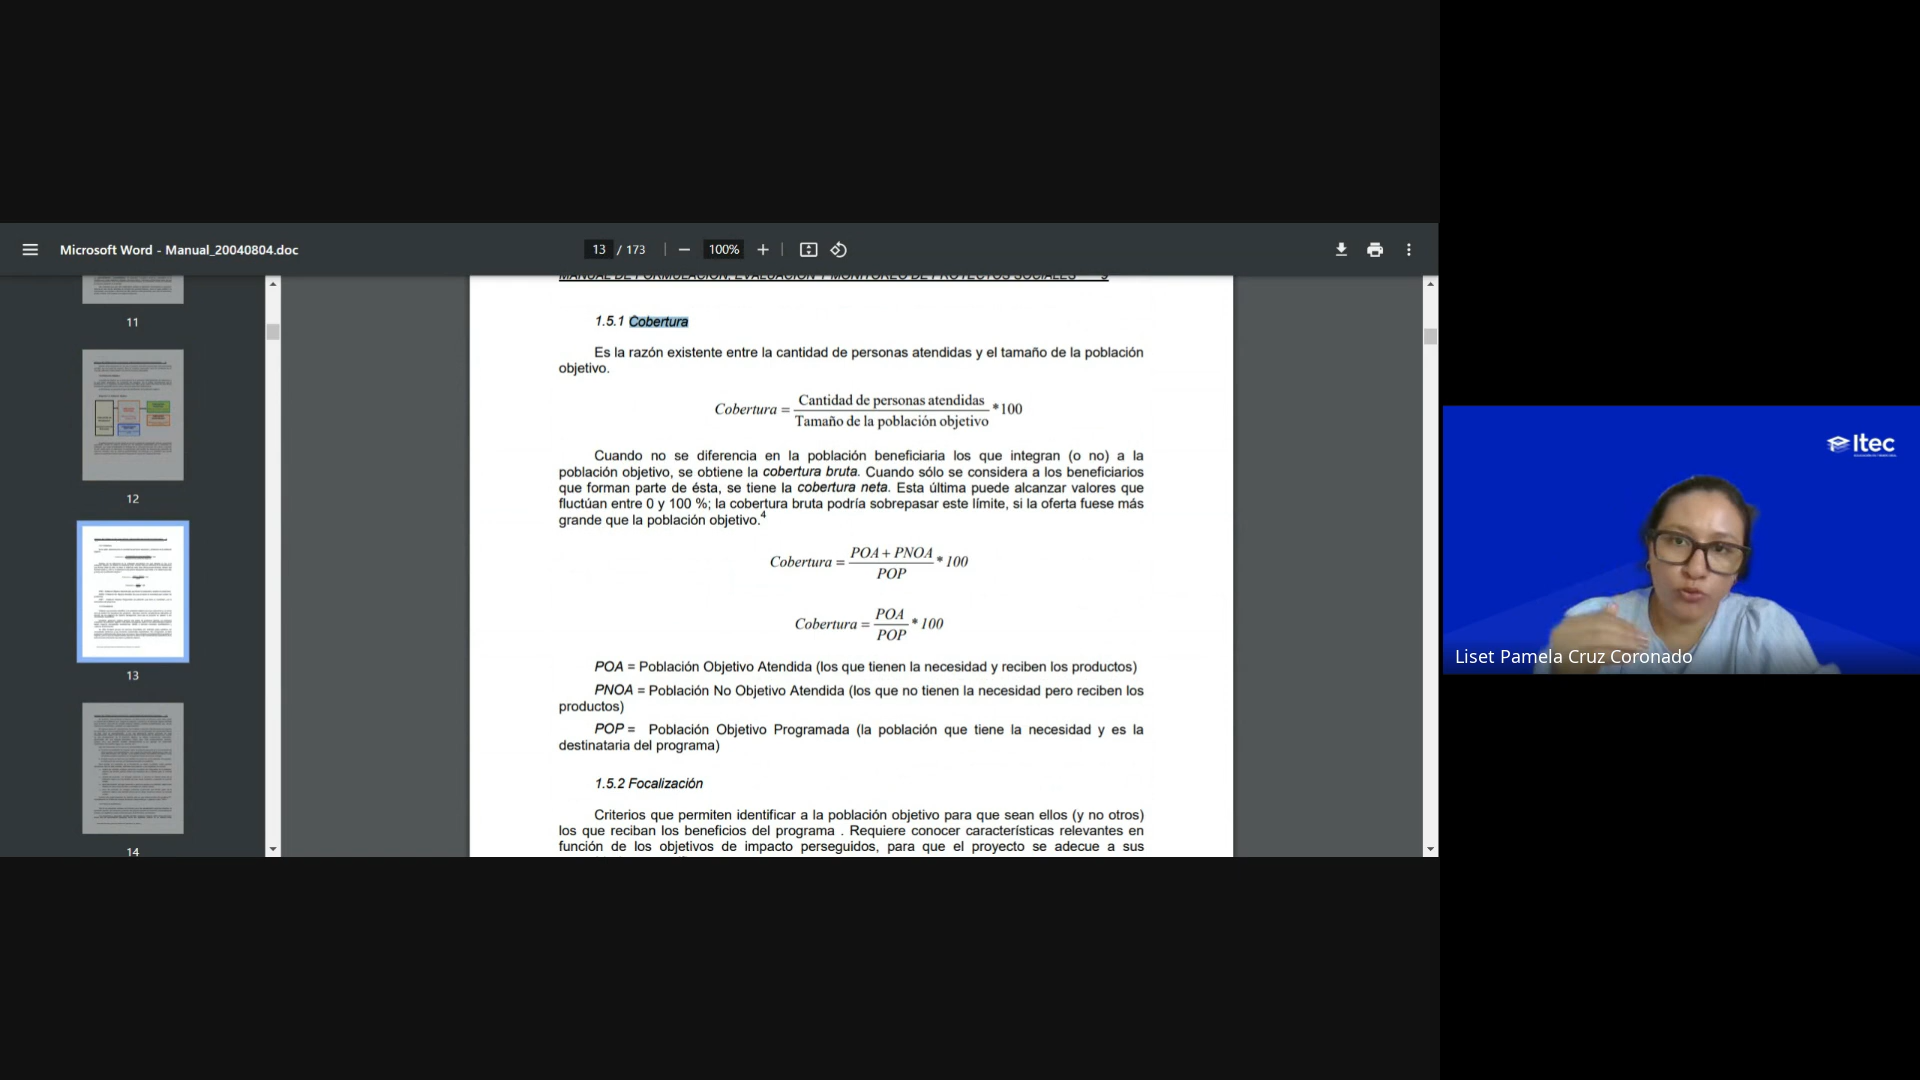 Microsoft Word - Manual_20040804.doc
13 / 173
100%
11
12
13
14
MANUAL DE FORMULACIÓN, EVALUACIÓN Y MONITOREO DE PROYECTOS SOCIALES
1.5.1 Cobertura
Es la razón existente entre la cantidad de personas atendidas y el tamaño de la población
objetivo.
Cobertura = Cantidad de personas atendidas / Tamaño de la población objetivo *100
Cuando no se diferencia en la población beneficiaria los que integran (o no) a la
población objetivo, se obtiene la cobertura bruta. Cuando sólo se considera a los beneficiarios
que forman parte de ésta, se tiene la cobertura neta. Esta última puede alcanzar valores que
fluctúan entre 0 y 100 %; la cobertura bruta podría sobrepasar este límite, si la oferta fuese más
grande que la población objetivo.4
Cobertura = POA + PNOA / POP * 100
Cobertura = POA / POP * 100
POA = Población Objetivo Atendida (los que tienen la necesidad y reciben los productos)
PNOA = Población No Objetivo Atendida (los que no tienen la necesidad pero reciben los
productos)
POP = Población Objetivo Programada (la población que tiene la necesidad y es la
destinataria del programa)
1.5.2 Focalización
Criterios que permiten identificar a la población objetivo para que sean ellos (y no otros)
los que reciban los beneficios del programa . Requiere conocer características relevantes en
función de los objetivos de impacto perseguidos, para que el proyecto se adecue a sus
Itec
Liset Pamela Cruz Coronado